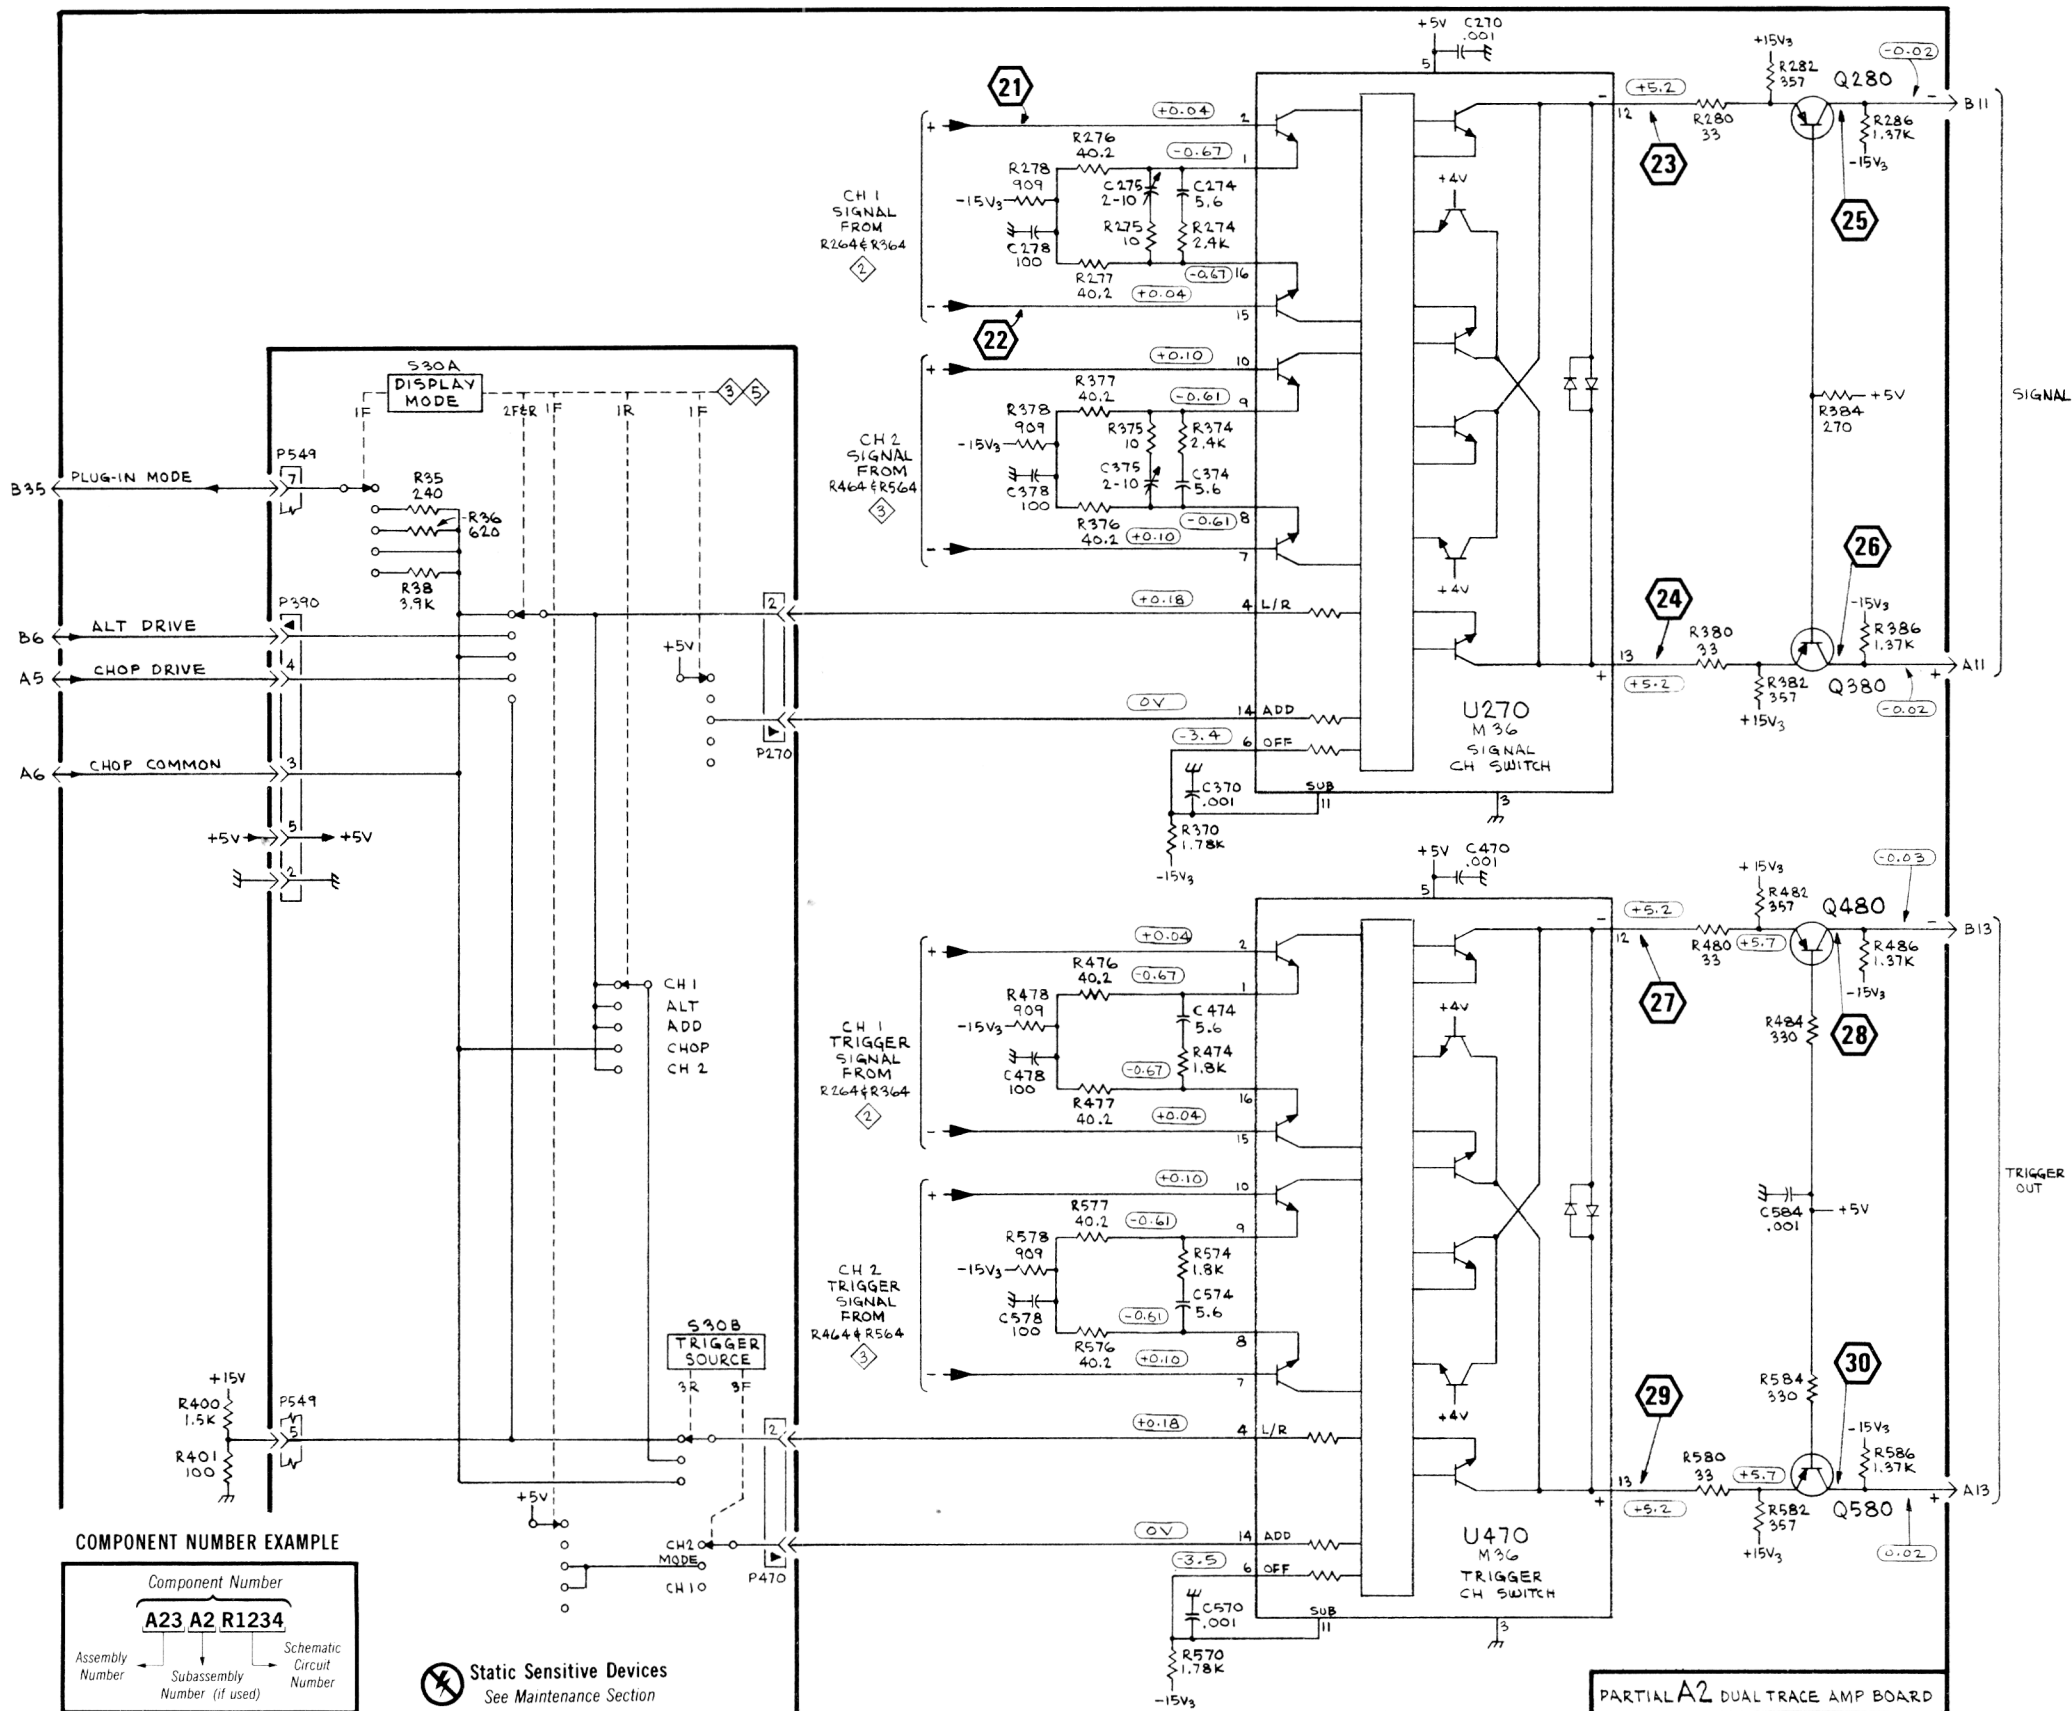 +5V C270
.001
5
+15V3
R282
357
Q280
-0.02
B11
-
+5.2
12
R280
33
R286
1.37K
-15V3
21
23
25
+0.04
2
+
R276
40.2
-0.67
1
R278
909
-15V3
C275
2-10
C274
5.6
R275
10
R274
2.4K
C278
100
R277
40.2
-0.67
16
+0.04
-
15
22
CH 1
SIGNAL
FROM
R264&R364
2
+4V
+0.10
10
+
R377
40.2
-0.61
9
R378
909
-15V3
R375
10
R374
2.4K
C375
2-10
C374
5.6
C378
100
R376
40.2
-0.61
8
+0.10
-
7
CH 2
SIGNAL
FROM
R464&R564
3
+4V
R384
270
+5V
SIGNAL
S30A
DISPLAY
MODE
3
5
1F
2F&R
1F
1R
1F
P549
7
B35
PLUG-IN MODE
R35
240
R36
620
R38
3.9K
P390
B6
ALT DRIVE
4
A5
CHOP DRIVE
3
A6
CHOP COMMON
5
+5V
+5V
2
+5V
2
P270
+0.18
4 L/R
0V
14 ADD
-3.4
6 OFF
C370
.001
SUB
11
3
R370
1.78K
-15V3
U270
M36
SIGNAL
CH SWITCH
24
26
13
+
+5.2
R380
33
-15V3
R386
1.37K
R382
357
+15V3
Q380
A11
+
-0.02
+5V C470
.001
5
+15V3
R482
357
Q480
-0.03
B13
-
-
+5.2
12
R480
33
+5.7
R486
1.37K
-15V3
27
28
+0.04
2
+
R476
40.2
-0.67
1
R478
909
-15V3
C474
5.6
R474
1.8K
C478
100
-0.67
R477
40.2
16
+0.04
-
15
CH 1
TRIGGER
SIGNAL
FROM
R264&R364
2
+4V
R484
330
CH 1
ALT
ADD
CHOP
CH 2
+0.10
10
+
R577
40.2
-0.61
9
R578
909
-15V3
R574
1.8K
C574
5.6
C578
100
-0.61
R576
40.2
8
+0.10
-
7
CH 2
TRIGGER
SIGNAL
FROM
R464&R564
3
+4V
C584
.001
+5V
TRIGGER
OUT
R584
330
30
29
S30B
TRIGGER
SOURCE
3R
3F
+15V
R400
1.5K
R401
100
P549
5
2
+0.18
4 L/R
+5V
CH2
MODE
CH1
P470
0V
14 ADD
-3.5
6 OFF
C570
.001
SUB
11
3
R570
1.78K
-15V3
U470
M36
TRIGGER
CH SWITCH
13
+
+5.2
R580
33
+5.7
-15V3
R586
1.37K
R582
357
+15V3
Q580
A13
+
0.02
COMPONENT NUMBER EXAMPLE
Component Number
A23 A2 R1234
Assembly
Number
Subassembly
Number (if used)
Schematic
Circuit
Number
Static Sensitive Devices
See Maintenance Section
PARTIAL A2 DUAL TRACE AMP BOARD